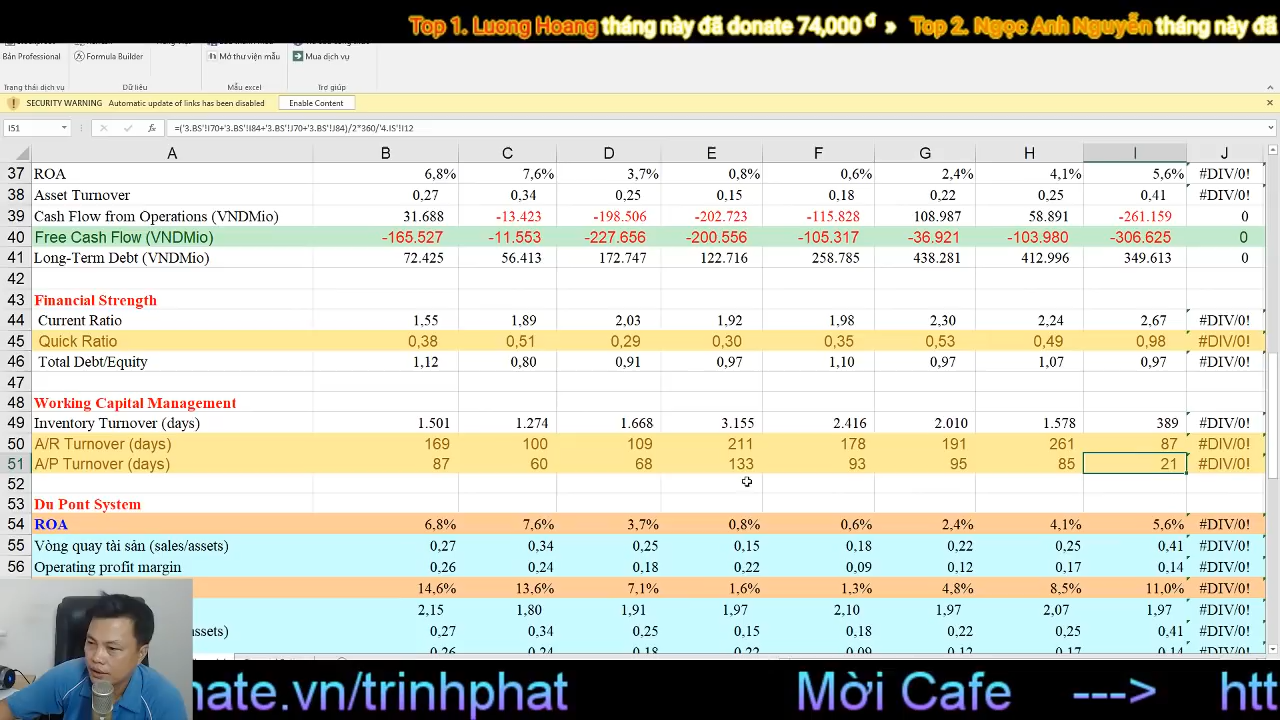 Top 1. Luong Hoang tháng này đã donate 74,000 đ » Top 2. Ngọc Anh Nguyễn tháng này đã
Bán Professional Formula Builder Mở thư viện mẫu Mua dịch vụ
Trạng thái dịch vụ Dữ liệu Mẫu excel Trợ giúp
SECURITY WARNING Automatic update of links has been disabled Enable Content
I51 fx =('3.BS'!I70+'3.BS'!I84+'3.BS'!J70+'3.BS'!J84)/2*360/'4.IS'!I12
A B C D E F G H I J
37 ROA 6,8% 7,6% 3,7% 0,8% 0,6% 2,4% 4,1% 5,6% #DIV/0!
38 Asset Turnover 0,27 0,34 0,25 0,15 0,18 0,22 0,25 0,41 #DIV/0!
39 Cash Flow from Operations (VNDMio) 31.688 -13.423 -198.506 -202.723 -115.828 108.987 58.891 -261.159 0
40 Free Cash Flow (VNDMio) -165.527 -11.553 -227.656 -200.556 -105.317 -36.921 -103.980 -306.625 0
41 Long-Term Debt (VNDMio) 72.425 56.413 172.747 122.716 258.785 438.281 412.996 349.613 0
42
43 Financial Strength
44 Current Ratio 1,55 1,89 2,03 1,92 1,98 2,30 2,24 2,67 #DIV/0!
45 Quick Ratio 0,38 0,51 0,29 0,30 0,35 0,53 0,49 0,98 #DIV/0!
46 Total Debt/Equity 1,12 0,80 0,91 0,97 1,10 0,97 1,07 0,97 #DIV/0!
47
48 Working Capital Management
49 Inventory Turnover (days) 1.501 1.274 1.668 3.155 2.416 2.010 1.578 389 #DIV/0!
50 A/R Turnover (days) 169 100 109 211 178 191 261 87 #DIV/0!
51 A/P Turnover (days) 87 60 68 133 93 95 85 21 #DIV/0!
52
53 Du Pont System
54 ROA 6,8% 7,6% 3,7% 0,8% 0,6% 2,4% 4,1% 5,6% #DIV/0!
55 Vòng quay tài sản (sales/assets) 0,27 0,34 0,25 0,15 0,18 0,22 0,25 0,41 #DIV/0!
56 Operating profit margin 0,26 0,24 0,18 0,22 0,09 0,12 0,17 0,14 #DIV/0!
14,6% 13,6% 7,1% 1,6% 1,3% 4,8% 8,5% 11,0% #DIV/0!
2,15 1,80 1,91 1,97 2,10 1,97 2,07 1,97 #DIV/0!
assets) 0,27 0,34 0,25 0,15 0,18 0,22 0,25 0,41 #DIV/0!
0,26 0,24 0,18 0,22 0,09 0,12 0,17 0,14 #DIV/0!
nate.vn/trinhphat Mời Cafe ---> htt